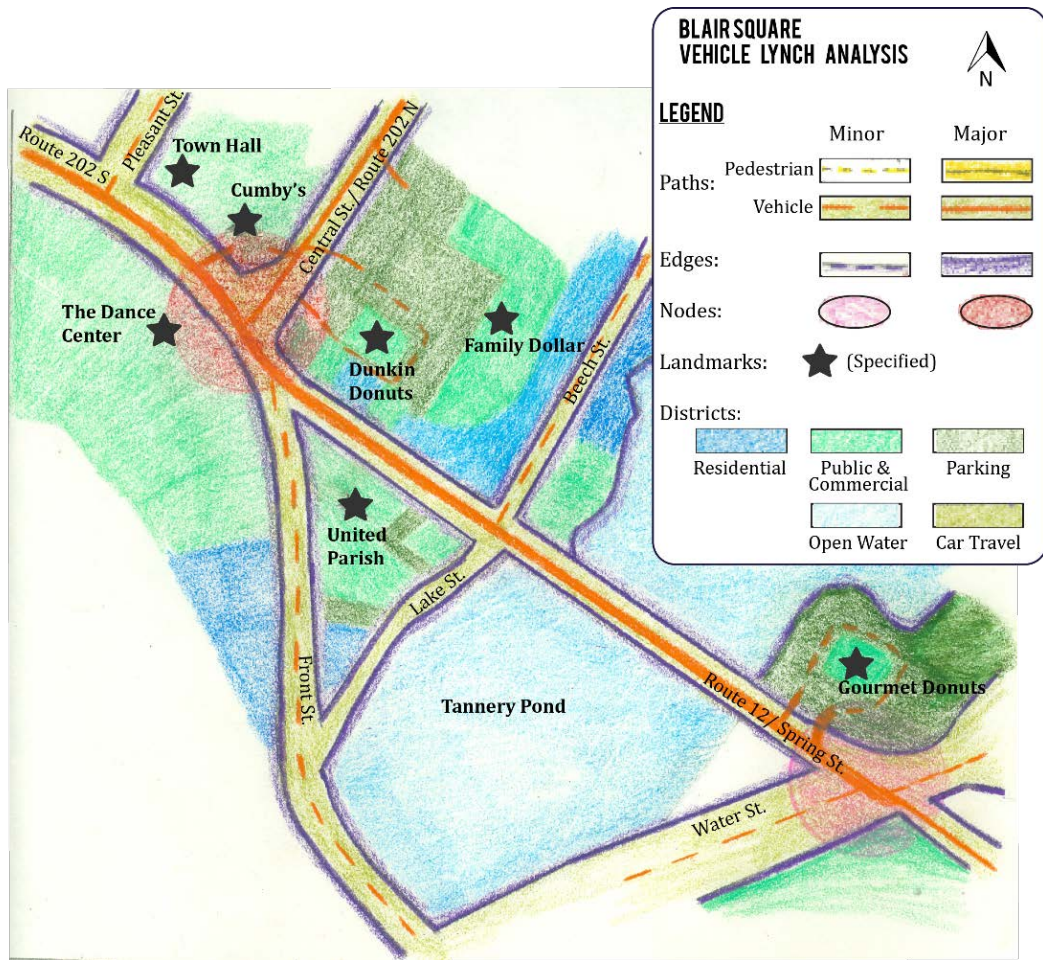 BLAIR SQUARE
VEHICLE LYNCH ANALYSIS
N
LEGEND
Minor
Major
Paths:
Pedestrian
Vehicle
Edges:
Nodes:
Landmarks:
(Specified)
Districts:
Residential
Public &
Commercial
Parking
Open Water
Car Travel
Pleasant St.
Route 202 S
Town Hall
Cumby's
Central St./ Route 202 N
The Dance
Center
Dunkin
Donuts
Family Dollar
Beech St.
United
Parish
Lake St.
Front St.
Tannery Pond
Route 12/ Spring St.
Gourmet Donuts
Water St.